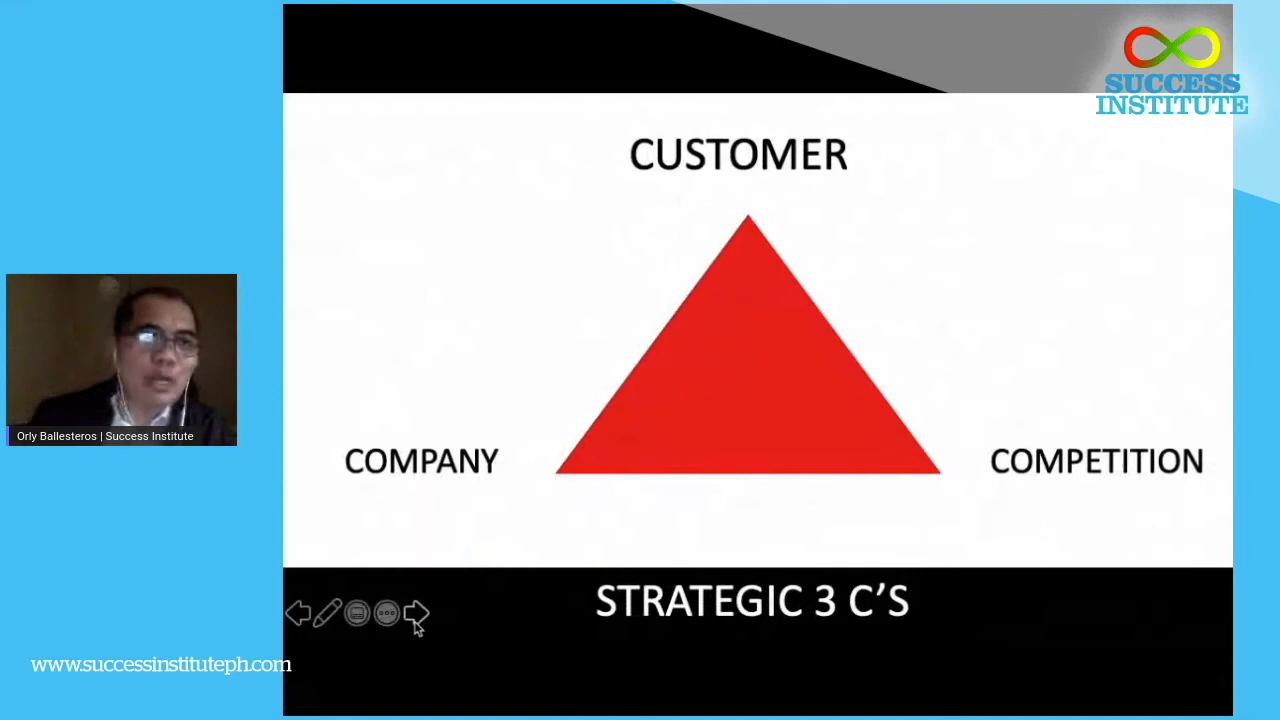 SUCCESS
INSTITUTE
CUSTOMER
COMPANY
COMPETITION
Orly Ballesteros | Success Institute
STRATEGIC 3 C’S
www.successinstituteph.com